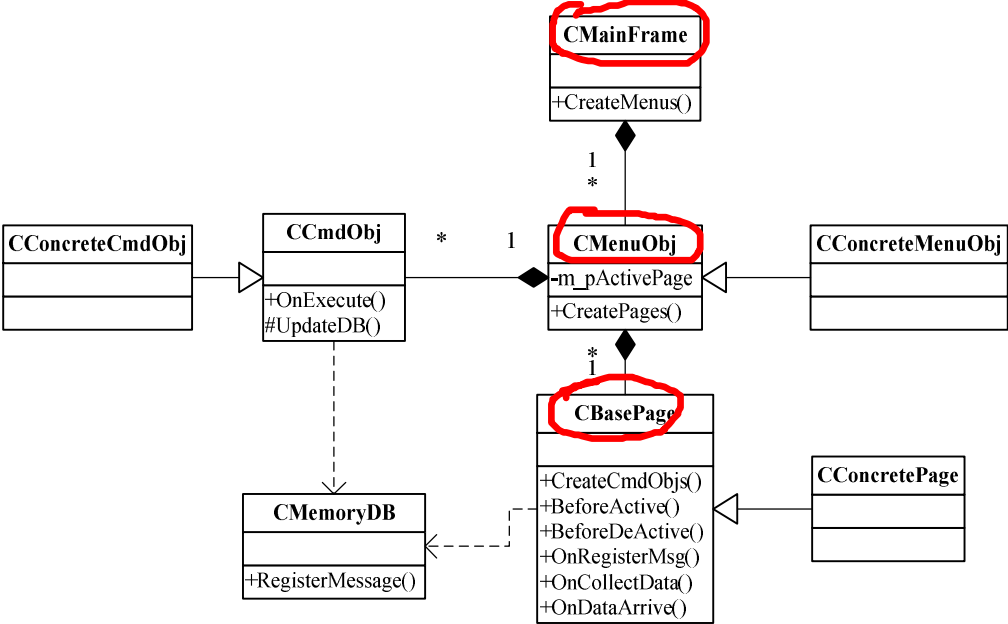 CMainFrame
+CreateMenus()
1
*
CConcreteCmdObj
CCmdObj
+OnExecute()
#UpdateDB()
* 1
CMenuObj
-m_pActivePage
+CreatePages()
CConcreteMenuObj
*
1
CBasePage
+CreateCmdObjs()
+BeforeActive()
+BeforeDeActive()
+OnRegisterMsg()
+OnCollectData()
+OnDataArrive()
CConcretePage
CMemoryDB
+RegisterMessage()